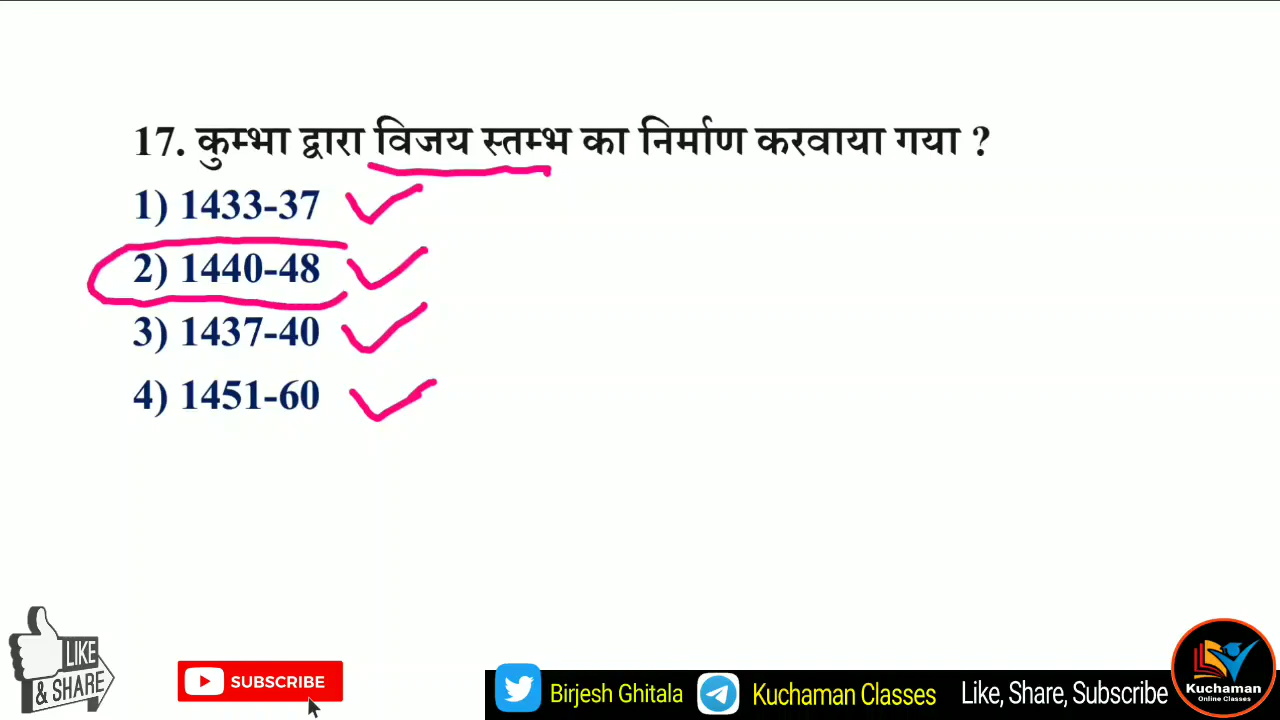 17. कुम्भा द्वारा विजय स्तम्भ का निर्माण करवाया गया ?
1) 1433-37
2) 1440-48
3) 1437-40
4) 1451-60
LIKE
& SHARE
SUBSCRIBE
Birjesh Ghitala
Kuchaman Classes
Like, Share, Subscribe
Kuchaman
Online Classes